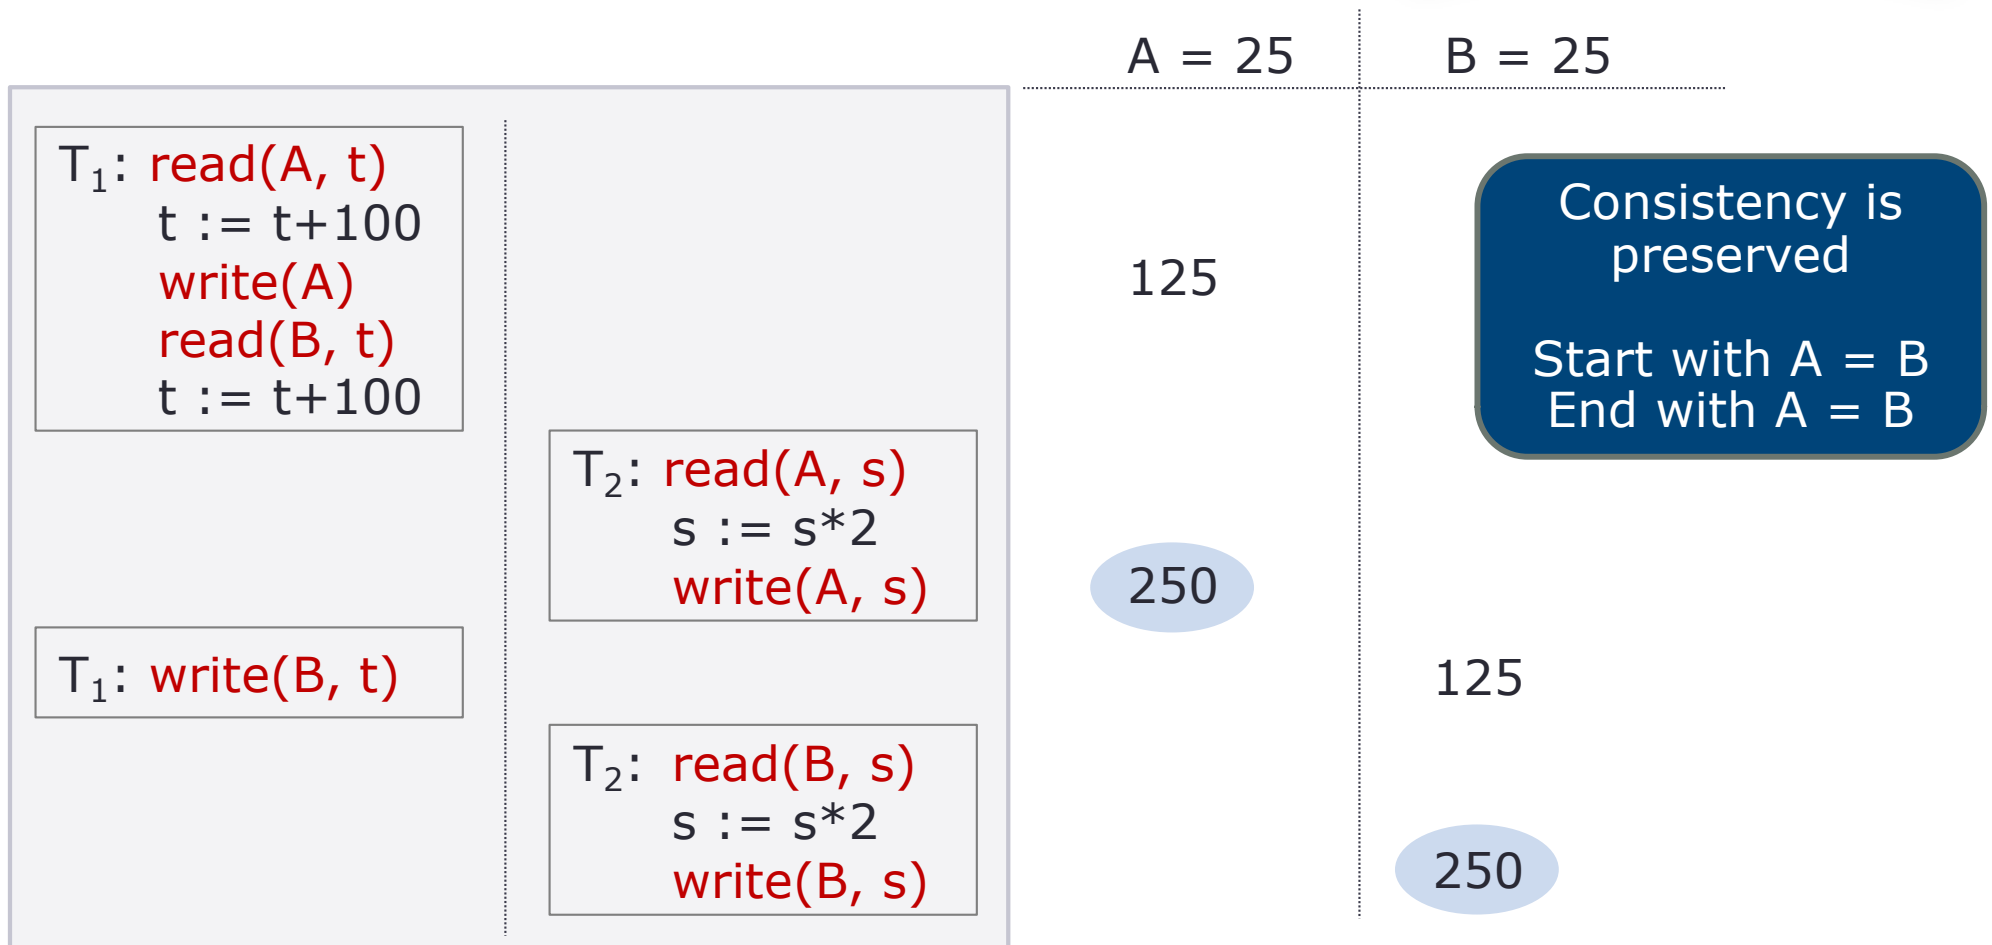 A = 25 B = 25
T₁: read(A, t)
t := t+100
write(A)
read(B, t)
t := t+100
125
Consistency is
preserved
Start with A = B
End with A = B
T₂: read(A, s)
s := s*2
write(A, s)
250
T₁: write(B, t)
125
T₂: read(B, s)
s := s*2
write(B, s)
250